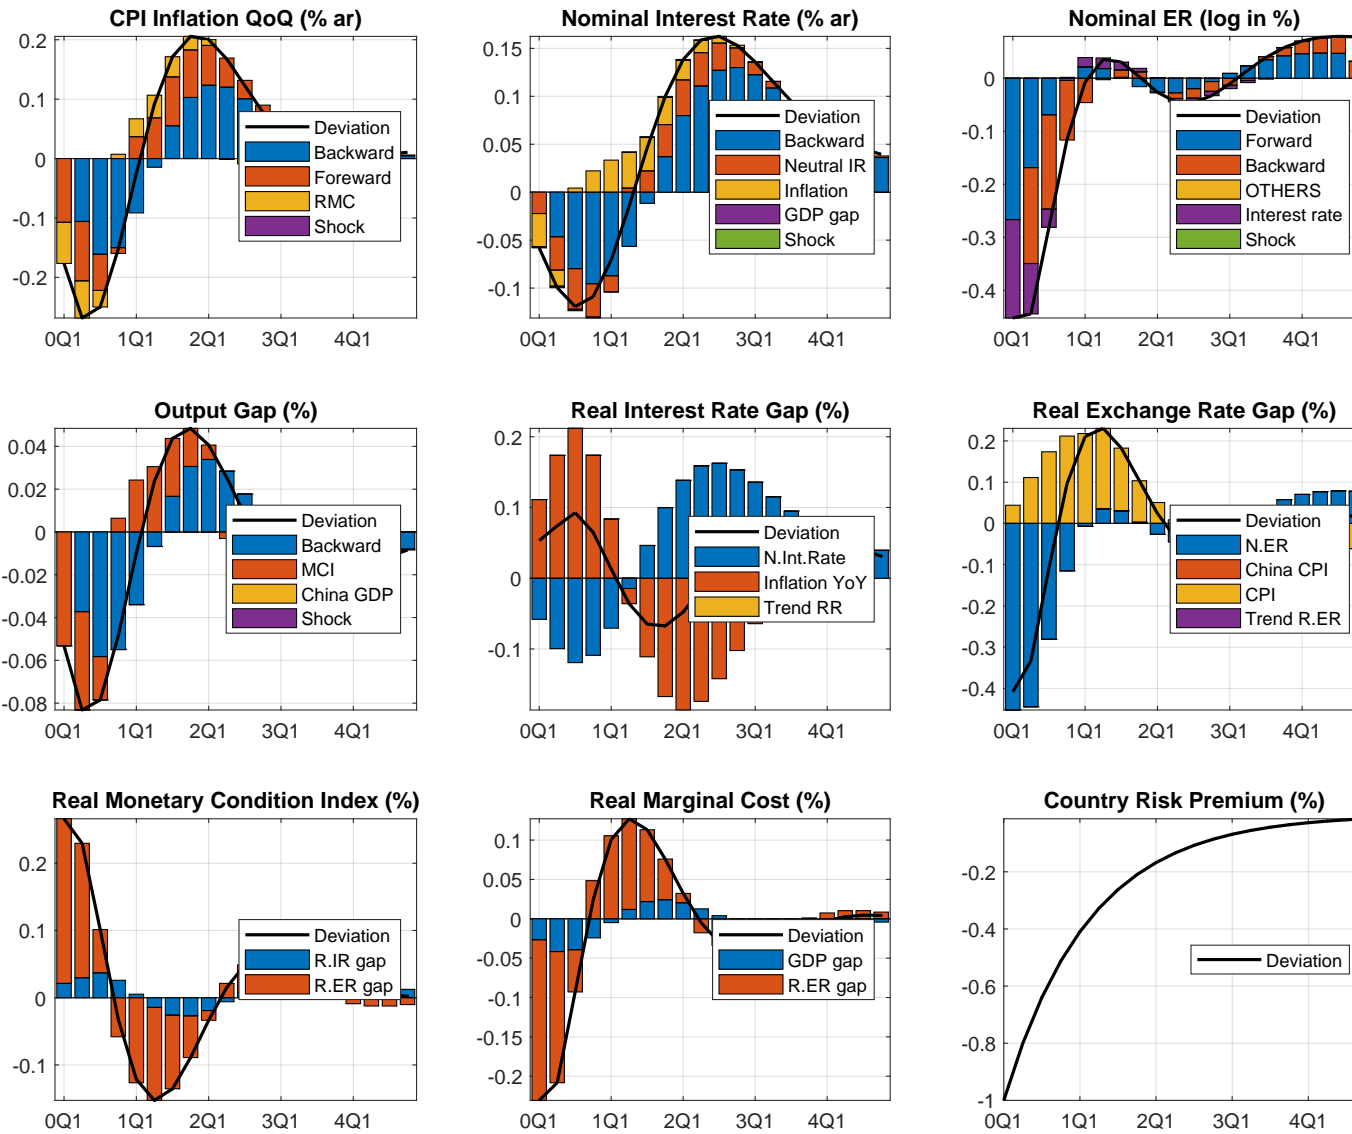 CPI Inflation QoQ (% ar)
0.2
0.1
0
-0.1
-0.2
0Q1 1Q1 2Q1 3Q1 4Q1
Deviation
Backward
Foreward
RMC
Shock
Nominal Interest Rate (% ar)
0.15
0.1
0.05
0
-0.05
-0.1
0Q1 1Q1 2Q1 3Q1 4Q1
Deviation
Backward
Neutral IR
Inflation
GDP gap
Shock
Nominal ER (log in %)
0
-0.1
-0.2
-0.3
-0.4
0Q1 1Q1 2Q1 3Q1 4Q1
Deviation
Forward
Backward
OTHERS
Interest rate
Shock
Output Gap (%)
0.04
0.02
0
-0.02
-0.04
-0.06
-0.08
0Q1 1Q1 2Q1 3Q1 4Q1
Deviation
Backward
MCI
China GDP
Shock
Real Interest Rate Gap (%)
0.2
0.1
0
-0.1
0Q1 1Q1 2Q1 3Q1 4Q1
Deviation
N.Int.Rate
Inflation YoY
Trend RR
Real Exchange Rate Gap (%)
0.2
0.1
0
-0.1
-0.2
-0.3
-0.4
0Q1 1Q1 2Q1 3Q1 4Q1
Deviation
N.ER
China CPI
CPI
Trend R.ER
Real Monetary Condition Index (%)
0.2
0.1
0
-0.1
0Q1 1Q1 2Q1 3Q1 4Q1
Deviation
R.IR gap
R.ER gap
Real Marginal Cost (%)
0.1
0.05
0
-0.05
-0.1
-0.15
-0.2
0Q1 1Q1 2Q1 3Q1 4Q1
Deviation
GDP gap
R.ER gap
Country Risk Premium (%)
-0.2
-0.4
-0.6
-0.8
-1
0Q1 1Q1 2Q1 3Q1 4Q1
Deviation